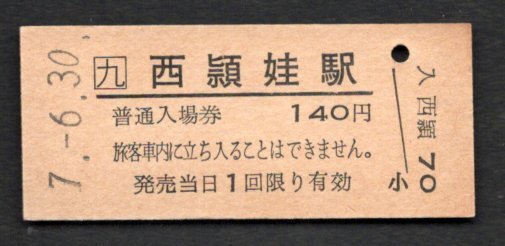 7.-6.30
九 西頴娃駅
普通入場券 140円
旅客車内に立ち入ることはできません。
発売当日1回限り有効
入 西頴 70
小